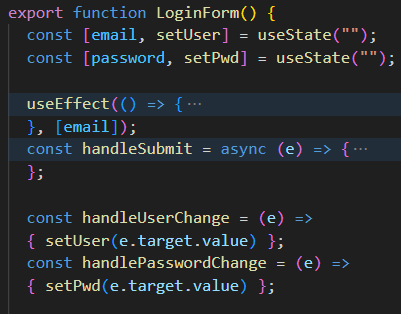 export function LoginForm() {
const [email, setUser] = useState("");
const [password, setPwd] = useState("");
useEffect(() => {⋯
}, [email]);
const handleSubmit = async (e) => {⋯
};
const handleUserChange = (e) =>
{ setUser(e.target.value) };
const handlePasswordChange = (e) =>
{ setPwd(e.target.value) };